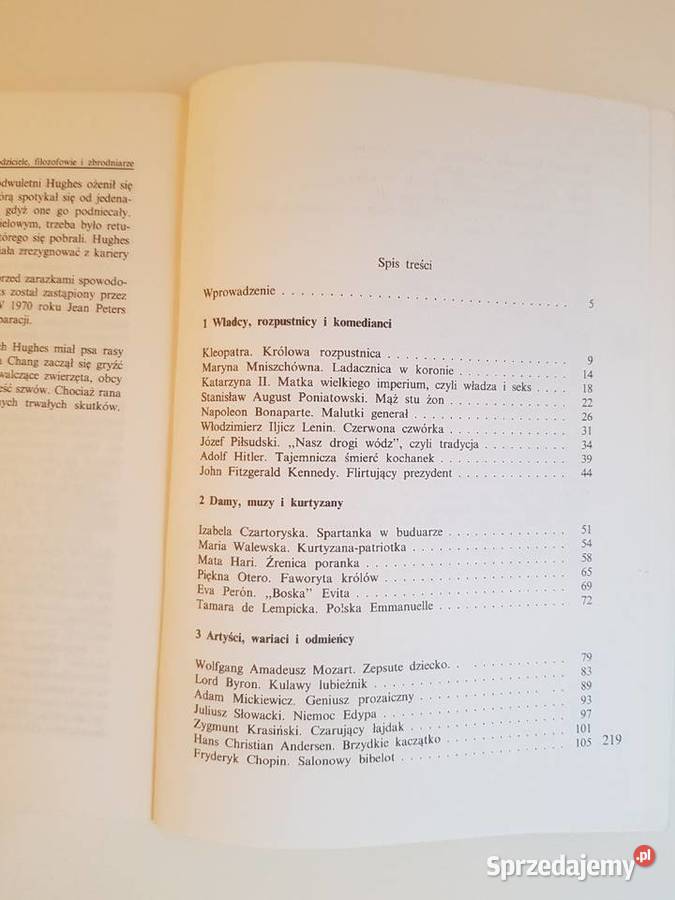 dziciele, filozofowie i zbrodniarze
dwuletni Hughes ożenił się
órą spotykał się od jedena-
gdyż one go podniecały.
ielowym, trzeba było retu-
tórego się pobrali. Hughes
iała zrezygnować z kariery
przed zarazkami spowodo-
s został zastąpiony przez
W 1970 roku Jean Peters
paracji.
ch Hughes miał psa rasy
n Chang zaczął się gryźć
walczące zwierzęta, obcy
eść szwów. Chociaż rana
nych trwałych skutków.
Spis treści
Wprowadzenie . . . . . . . . . . . . . . . . . . . . . 5
1 Władcy, rozpustnicy i komedianci
Kleopatra. Królowa rozpustnica . . . . . . . . . . . . . 9
Maryna Mniszchówna. Ladacznica w koronie . . . . . . . . 14
Katarzyna II. Matka wielkiego imperium, czyli władza i seks . . . . 18
Stanisław August Poniatowski. Mąż stu żon . . . . . . . . 22
Napoleon Bonaparte. Malutki generał . . . . . . . . . . . 26
Włodzimierz Iljicz Lenin. Czerwona czwórka . . . . . . . . 31
Józef Piłsudski. „Nasz drogi wódz", czyli tradycja . . . . . . 34
Adolf Hitler. Tajemnicza śmierć kochanek . . . . . . . . . 39
John Fitzgerald Kennedy. Flirtujący prezydent . . . . . . . 44
2 Damy, muzy i kurtyzany
Izabela Czartoryska. Spartanka w buduarze . . . . . . . . 51
Maria Walewska. Kurtyzana-patriotka . . . . . . . . . . . 54
Mata Hari. Źrenica poranka . . . . . . . . . . . . . . . 58
Piękna Otero. Faworyta królów . . . . . . . . . . . . . . 65
Eva Perón. „Boska" Evita . . . . . . . . . . . . . . . . 69
Tamara de Lempicka. Polska Emmanuelle . . . . . . . . . 72
3 Artyści, wariaci i odmieńcy
Wolfgang Amadeusz Mozart. Zepsute dziecko. . . . . . . . . 79
Lord Byron. Kulawy lubieżnik . . . . . . . . . . . . . . 83
Adam Mickiewicz. Geniusz prozaiczny . . . . . . . . . . . 89
Juliusz Słowacki. Niemoc Edypa . . . . . . . . . . . . . 93
Zygmunt Krasiński. Czarujący łajdak . . . . . . . . . . . 97
Hans Christian Andersen. Brzydkie kaczątko . . . . . . . . 101
Fryderyk Chopin. Salonowy bibelot . . . . . . . . . . . . 105
219
Sprzedajemy.pl